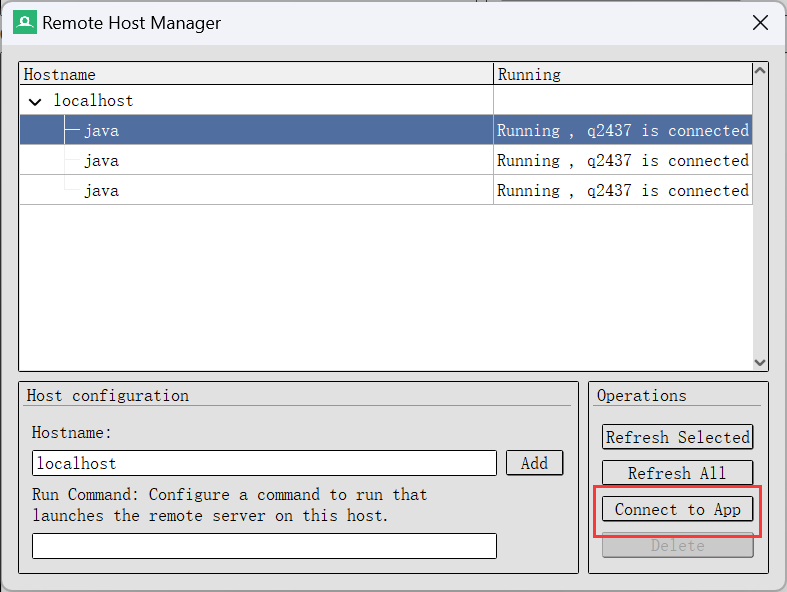 Remote Host Manager
Hostname Running
localhost
java Running , q2437 is connected
java Running , q2437 is connected
java Running , q2437 is connected
Host configuration
Hostname:
localhost Add
Run Command: Configure a command to run that
launches the remote server on this host.
Operations
Refresh Selected
Refresh All
Connect to App
Delete